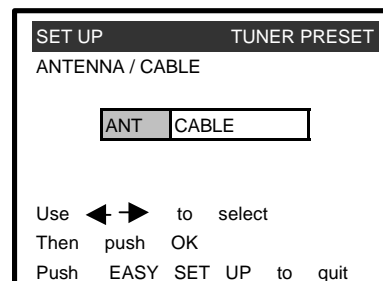 SET UP TUNER PRESET
ANTENNA / CABLE
ANT CABLE
Use ◄ ► to select
Then push OK
Push EASY SET UP to quit